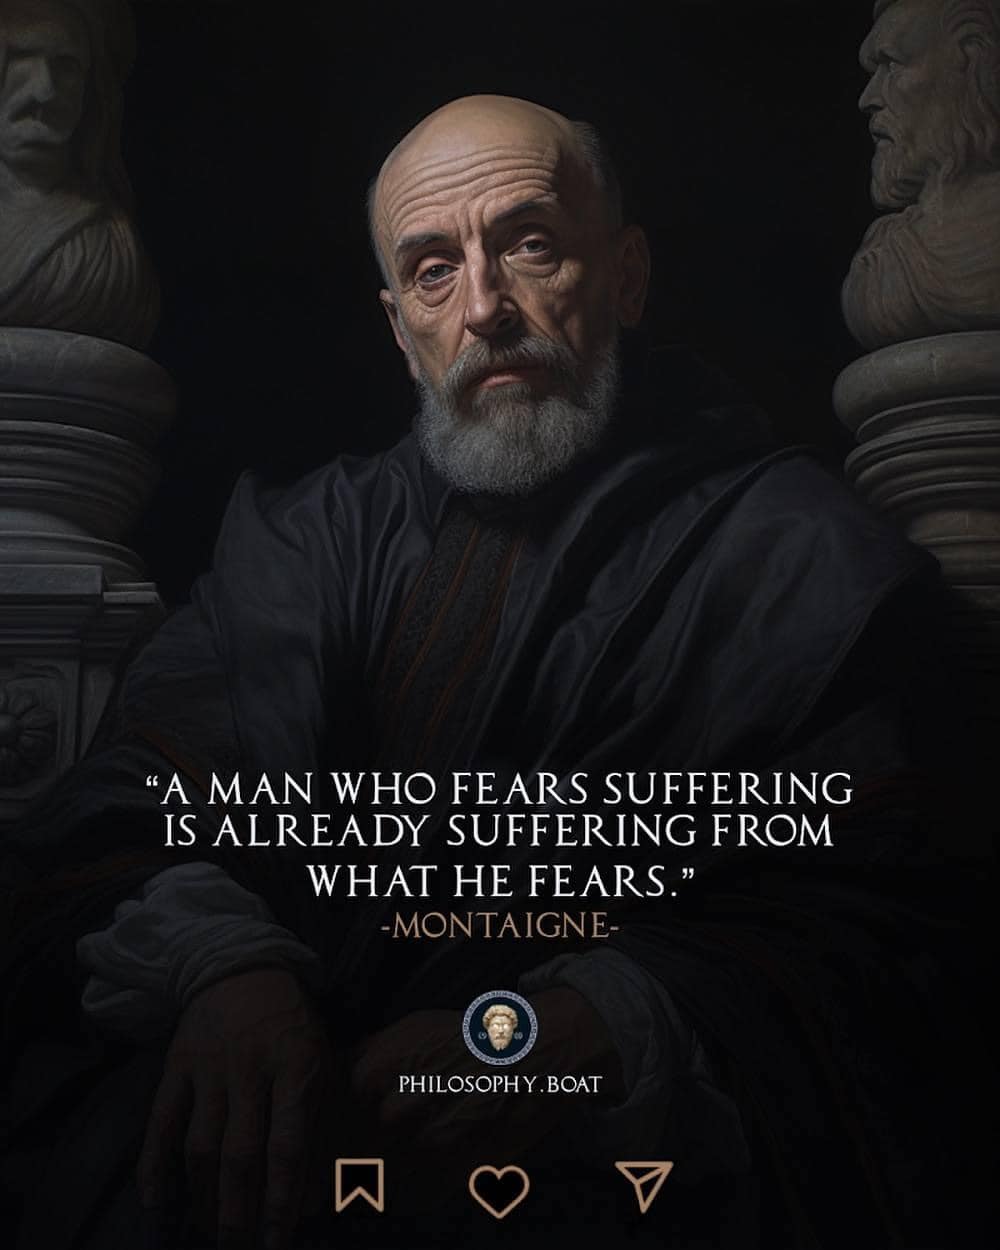 “A MAN WHO FEARS SUFFERING
IS ALREADY SUFFERING FROM
WHAT HE FEARS.”
-MONTAIGNE-
PHILOSOPHY.BOAT